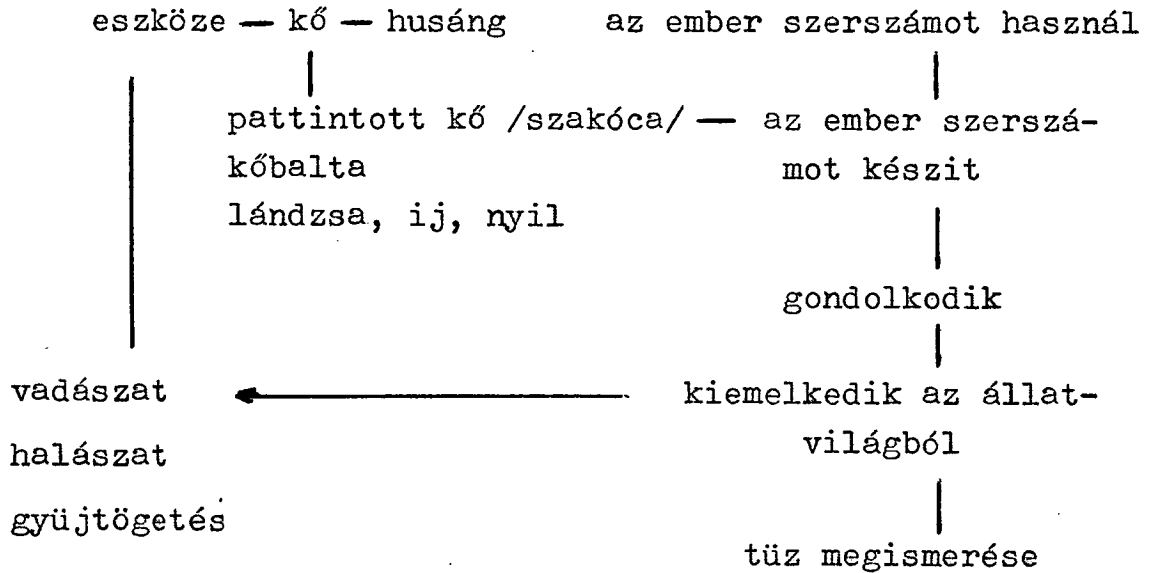 eszköze — kő — husáng az ember szerszámot használ
pattintott kő /szakóca/ — az ember szerszá-
kőbalta mot készit
lándzsa, ij, nyil
gondolkodik
vadászat kiemelkedik az állat-
világból
halászat
gyüjtögetés
tüz megismerése